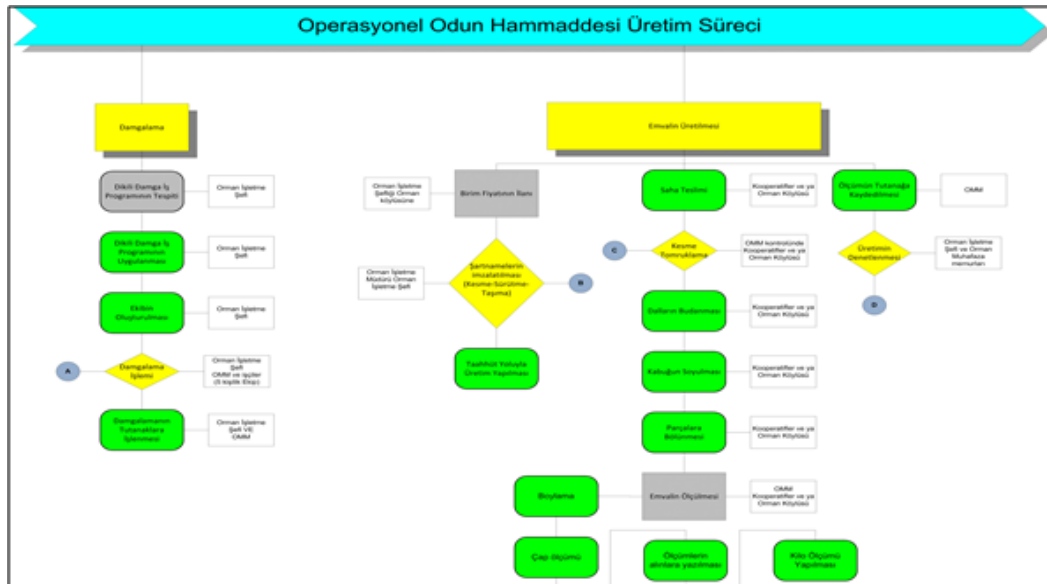 Operasyonel Odun Hammaddesi Üretim Süreci
Damgalama
Dikili Damga İş
Programının Tespiti
Orman İşletme
Şefi
Dikili Damga İş
Programının
Uygulanması
Orman İşletme
Şefi
Ekibin
Oluşturulması
Orman İşletme
Şefi
A
Damgalama
İşlemi
Orman İşletme
Şefi
OMM ve işçiler
(5 kişilik Ekip)
Damgalamanın
Tutanaklara
İşlenmesi
Orman İşletme
Şefi VE
OMM
Emvalin Üretilmesi
Orman İşletme
Şefliği Orman
köylüsüne
Birim Fiyatının İlanı
Orman İşletme
Müdürü Orman
İşletme Şefi
Şartnamelerin
imzalatılması
(Kesme-Sürütme-
Taşıma)
B
Taahhüt Yoluyla
Üretim Yapılması
Saha Teslimi
Kooperatifler ve ya
Orman Köylüsü
C
Kesme
Tomruklama
OMM kontrolünde
Kooperatifler ve ya
Orman Köylüsü
Dalların Budanması
Kooperatifler ve ya
Orman Köylüsü
Kabuğun Soyulması
Kooperatifler ve ya
Orman Köylüsü
Parçalara
Bölünmesi
Kooperatifler ve ya
Orman Köylüsü
Boylama
Emvalin Ölçülmesi
OMM
Kooperatifler ve ya
Orman Köylüsü
Çap ölçümü
Ölçümlerin
alınlara yazılması
Kilo Ölçümü
Yapılması
Ölçümün Tutanağa
Kaydedilmesi
OMM
Üretimin
Denetlenmesi
Orman İşletme
Şefi ve Orman
Muhafaza
memurları
D